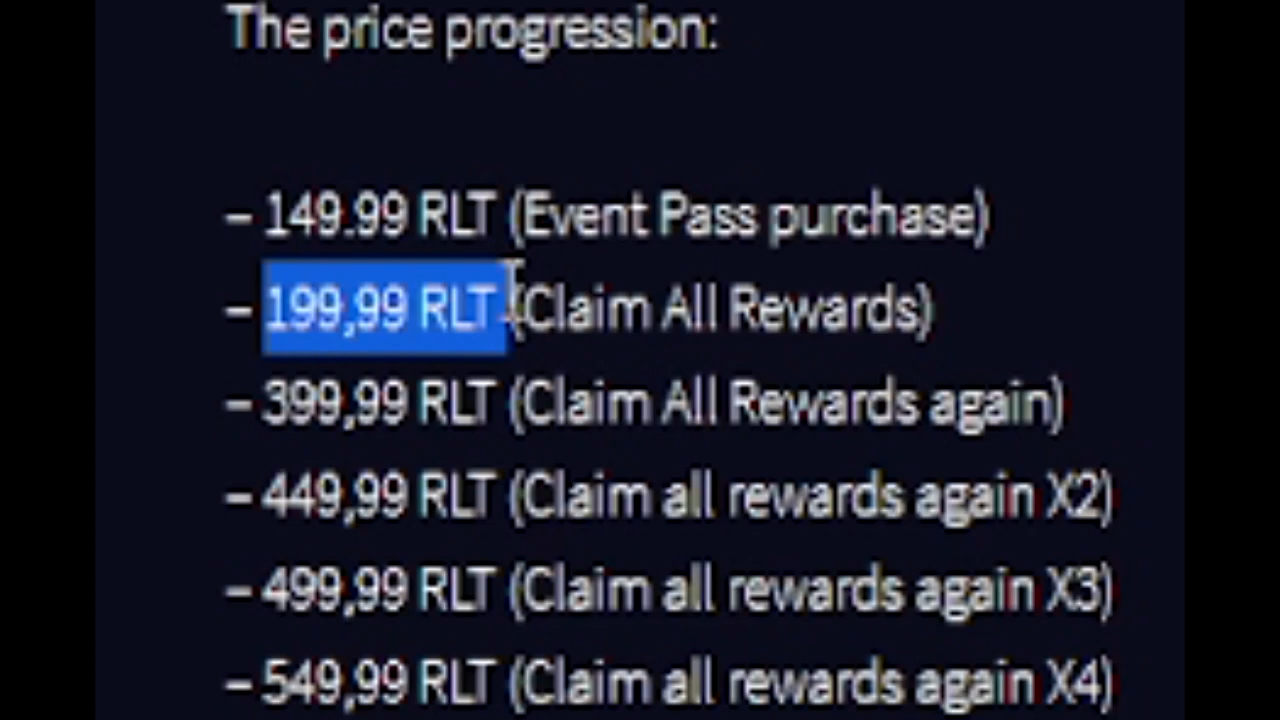 The price progression:
– 149.99 RLT (Event Pass purchase)
– 199,99 RLT (Claim All Rewards)
– 399,99 RLT (Claim All Rewards again)
– 449,99 RLT (Claim all rewards again X2)
– 499,99 RLT (Claim all rewards again X3)
– 549,99 RLT (Claim all rewards again X4)